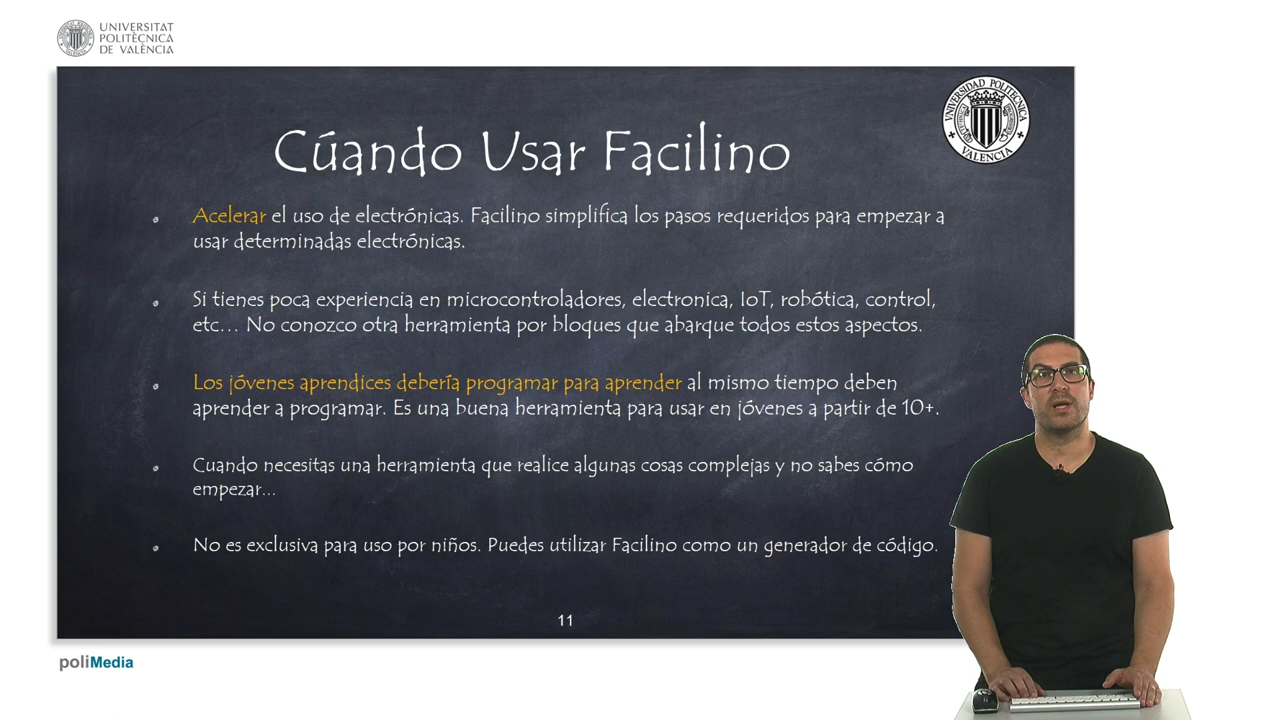 UNIVERSITAT
POLITÈCNICA
DE VALÈNCIA
UNIVERSIDAD POLITECNICA
VALENCIA
Cúando Usar Facilino
Acelerar el uso de electrónicas. Facilino simplifica los pasos requeridos para empezar a
usar determinadas electrónicas.
Si tienes poca experiencia en microcontroladores, electronica, IoT, robótica, control,
etc... No conozco otra herramienta por bloques que abarque todos estos aspectos.
Los jóvenes aprendices debería programar para aprender al mismo tiempo deben
aprender a programar. Es una buena herramienta para usar en jóvenes a partir de 10+.
Cuando necesitas una herramienta que realice algunas cosas complejas y no sabes cómo
empezar...
No es exclusiva para uso por niños. Puedes utilizar Facilino como un generador de código.
11
poliMedia